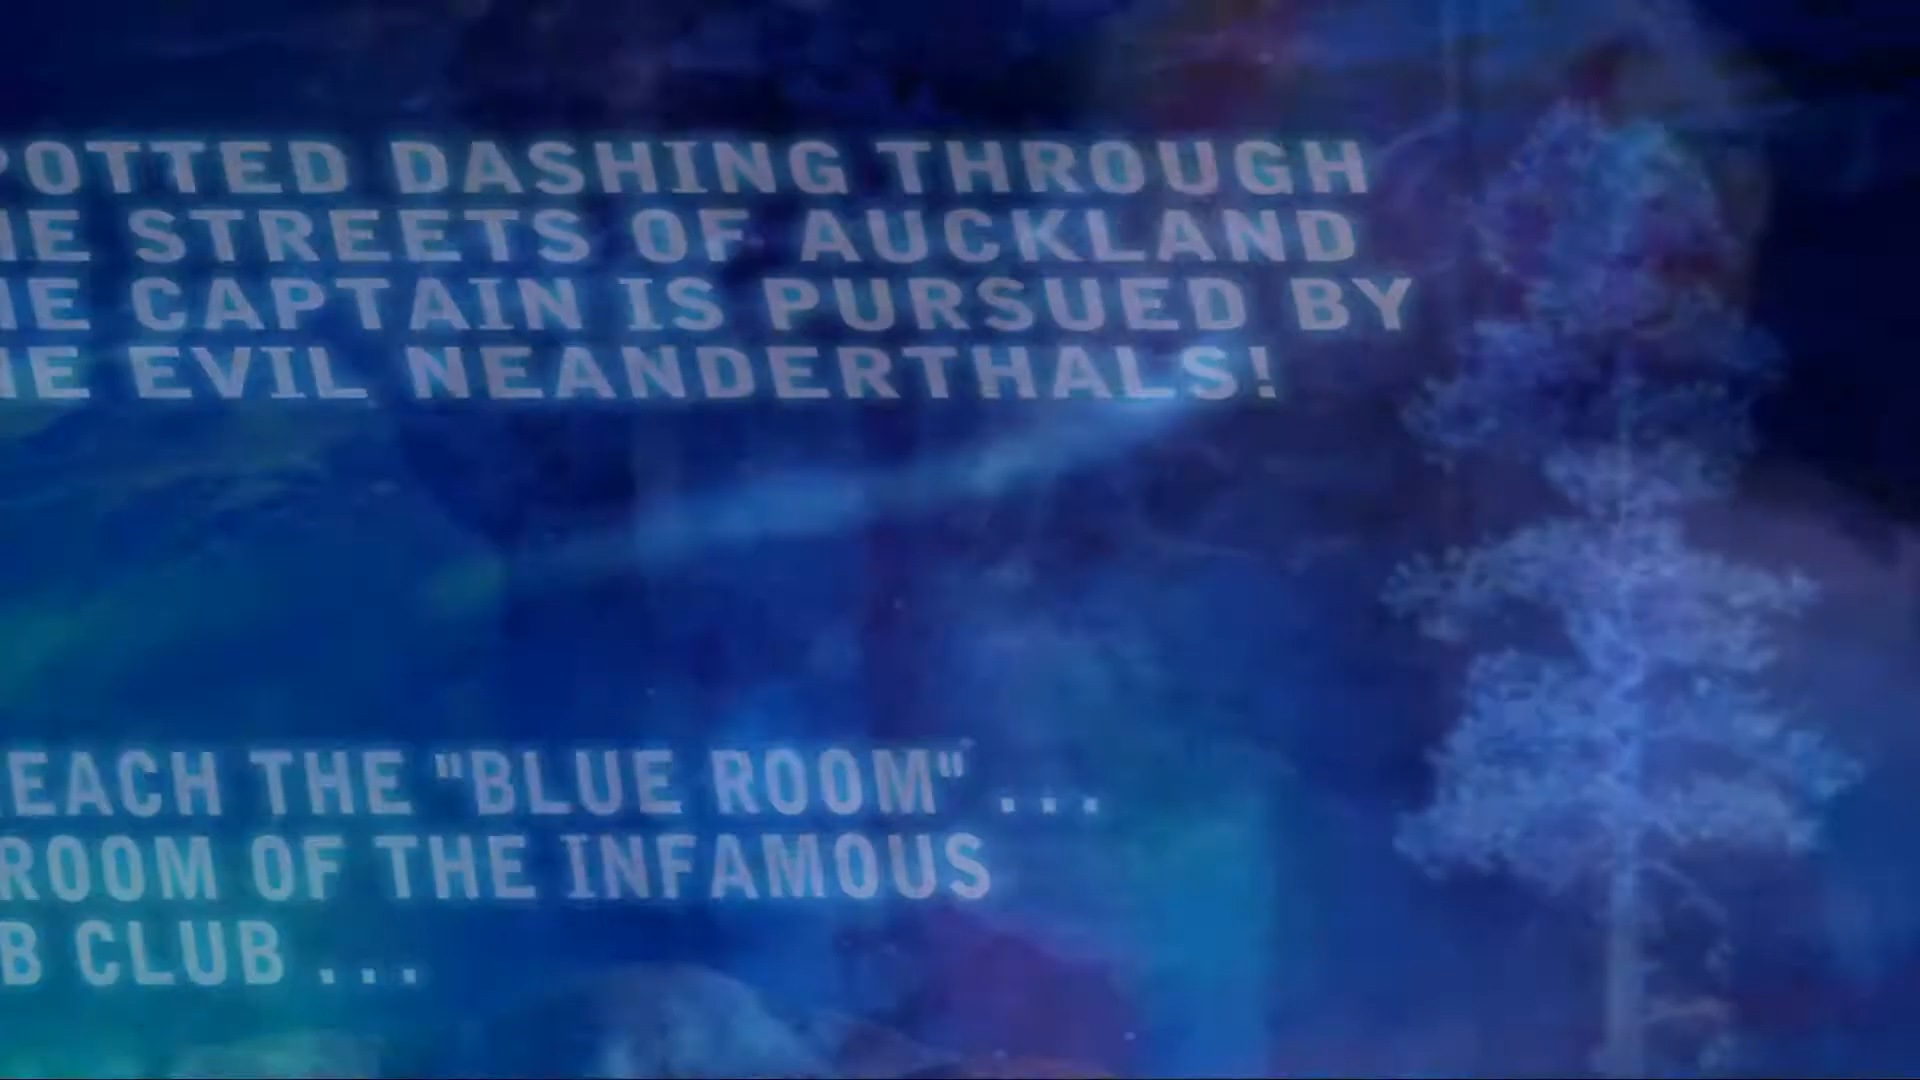 POTTED DASHING THROUGH
HE STREETS OF AUCKLAND
HE CAPTAIN IS PURSUED BY
HE EVIL NEANDERTHALS!
EACH THE "BLUE ROOM" ...
ROOM OF THE INFAMOUS
B CLUB ...